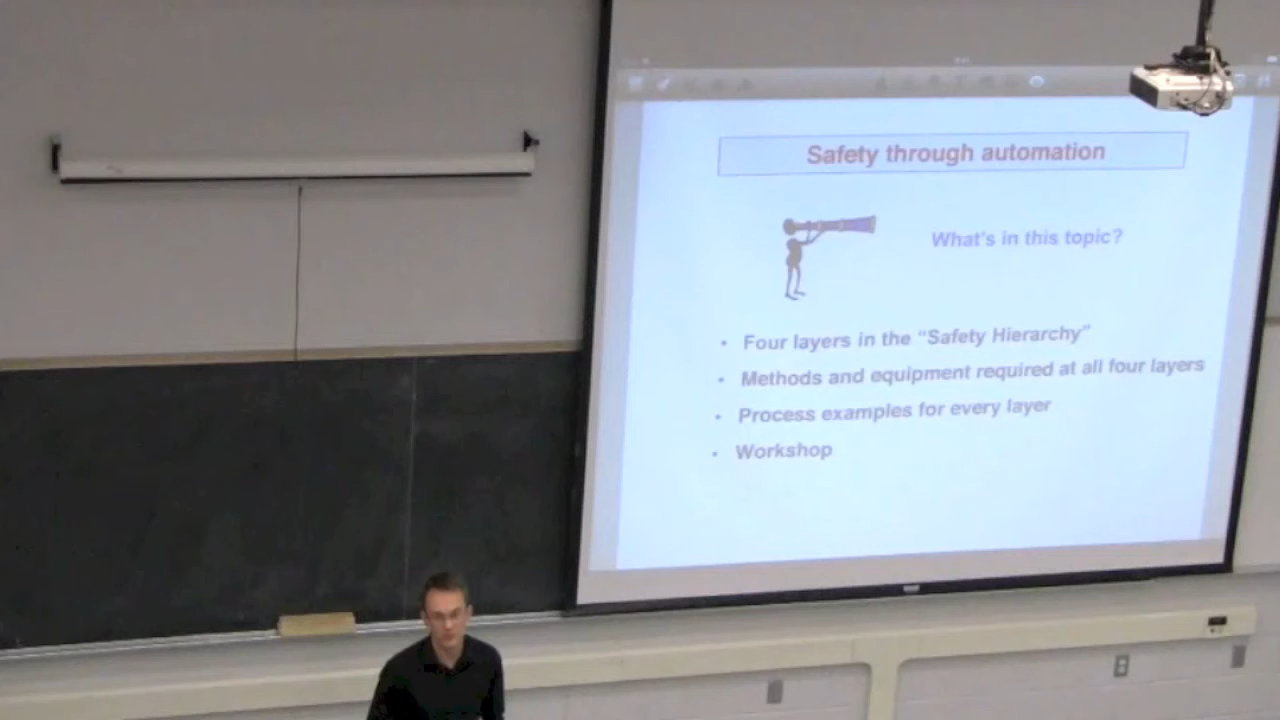 Safety through automation
What's in this topic?
• Four layers in the “Safety Hierarchy”
• Methods and equipment required at all four layers
• Process examples for every layer
• Workshop